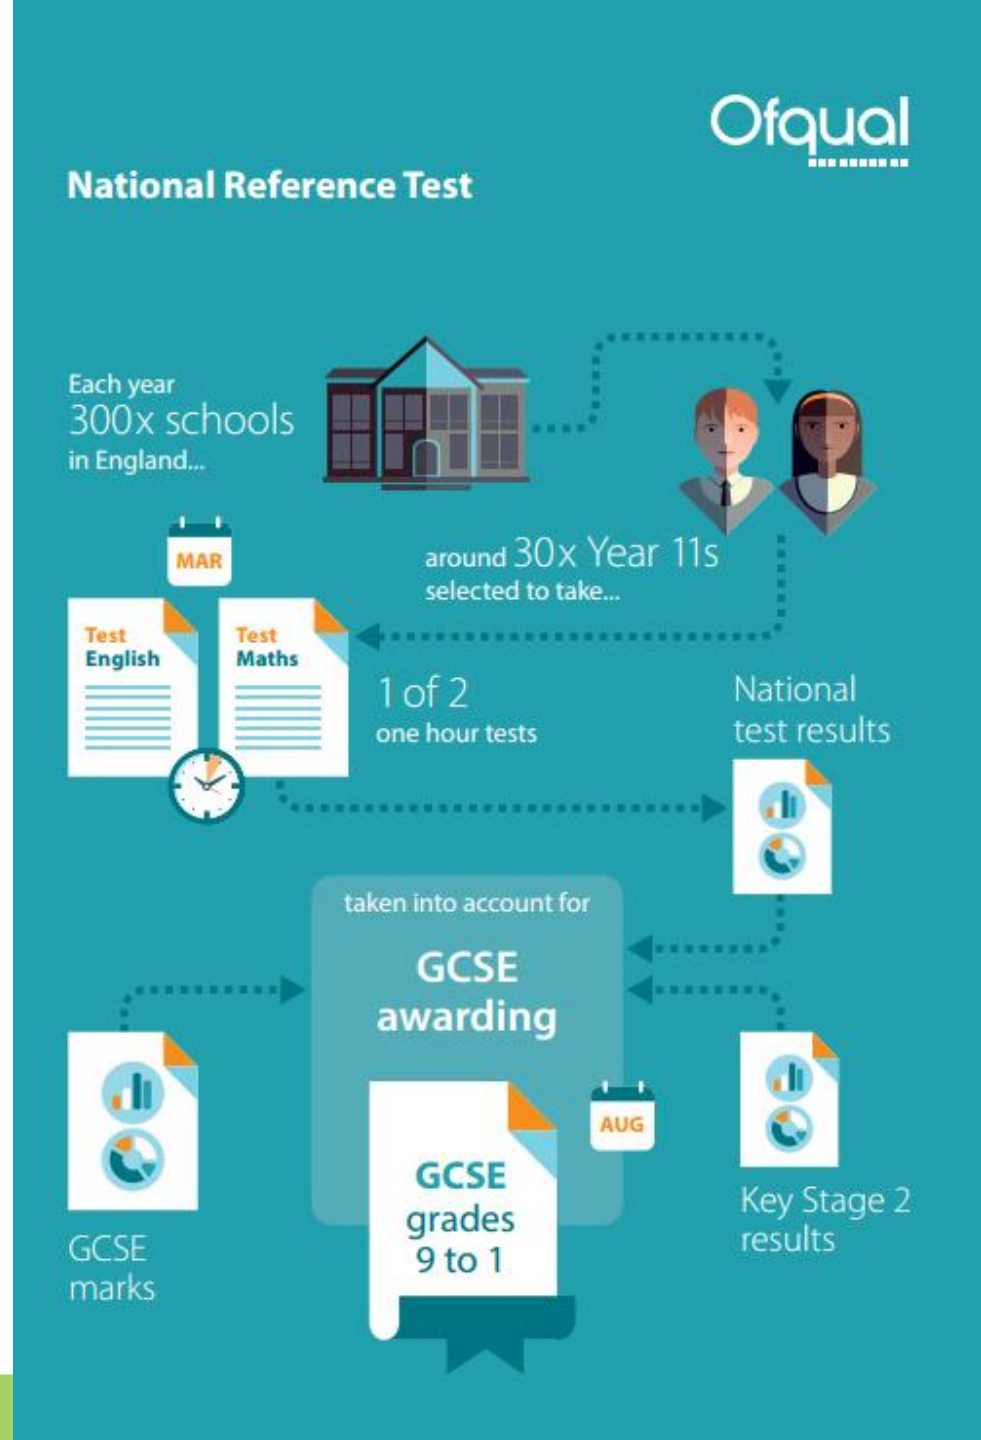 Ofqual
National Reference Test
Each year
300x schools
in England...
around 30x Year 11s
selected to take...
MAR
Test
English
Test
Maths
1 of 2
one hour tests
National
test results
taken into account for
GCSE
awarding
AUG
GCSE
grades
9 to 1
GCSE
marks
Key Stage 2
results